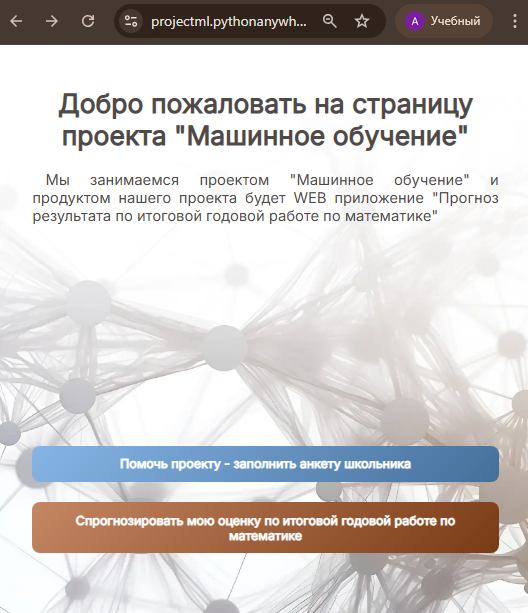 projectml.pythonanywh...
А
Учебный
Добро пожаловать на страницу
проекта "Машинное обучение"
Мы занимаемся проектом "Машинное обучение" и
продуктом нашего проекта будет WEB приложение "Прогноз
результата по итоговой годовой работе по математике"
Помочь проекту - заполнить анкету школьника
Спрогнозировать мою оценку по итоговой годовой работе по
математике